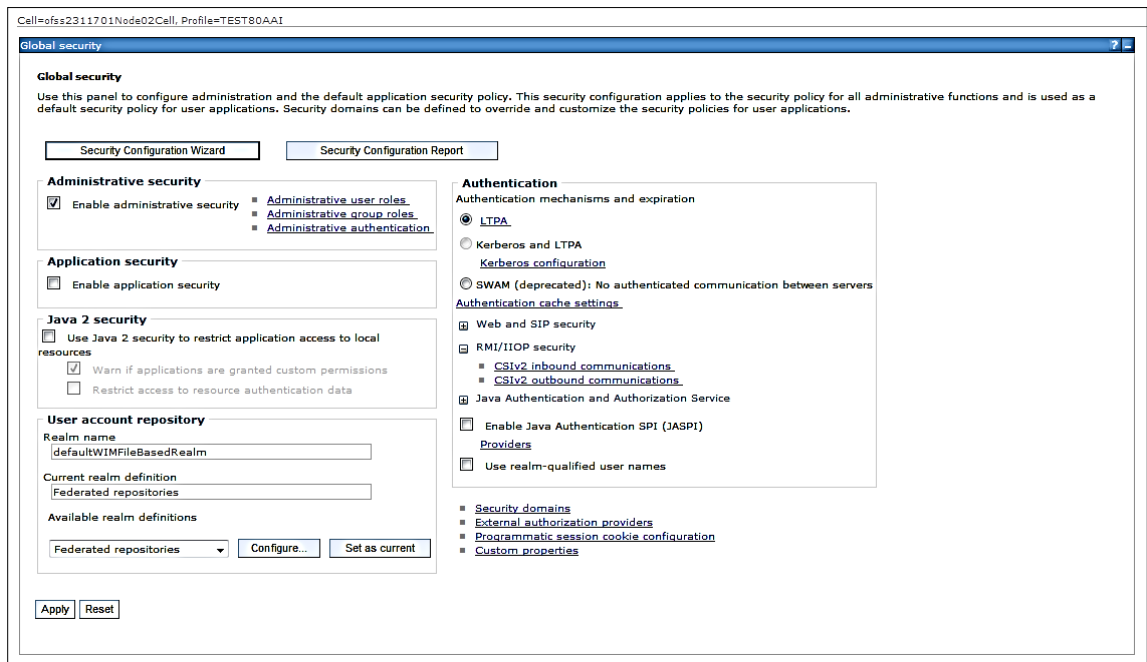 Cell=ofss2311701Node02Cell, Profile=TEST80AAI
Global security
? -
Global security
Use this panel to configure administration and the default application security policy. This security configuration applies to the security policy for all administrative functions and is used as a
default security policy for user applications. Security domains can be defined to override and customize the security policies for user applications.
Security Configuration Wizard
Security Configuration Report
Administrative security
Enable administrative security
Administrative user roles
Administrative group roles
Administrative authentication
Application security
Enable application security
Java 2 security
Use Java 2 security to restrict application access to local
resources
Warn if applications are granted custom permissions
Restrict access to resource authentication data
User account repository
Realm name
defaultWIMFileBasedRealm
Current realm definition
Federated repositories
Available realm definitions
Federated repositories
Configure...
Set as current
Authentication
Authentication mechanisms and expiration
LTPA
Kerberos and LTPA
Kerberos configuration
SWAM (deprecated): No authenticated communication between servers
Authentication cache settings
Web and SIP security
RMI/IIOP security
CSIv2 inbound communications
CSIv2 outbound communications
Java Authentication and Authorization Service
Enable Java Authentication SPI (JASPI)
Providers
Use realm-qualified user names
Security domains
External authorization providers
Programmatic session cookie configuration
Custom properties
Apply
Reset